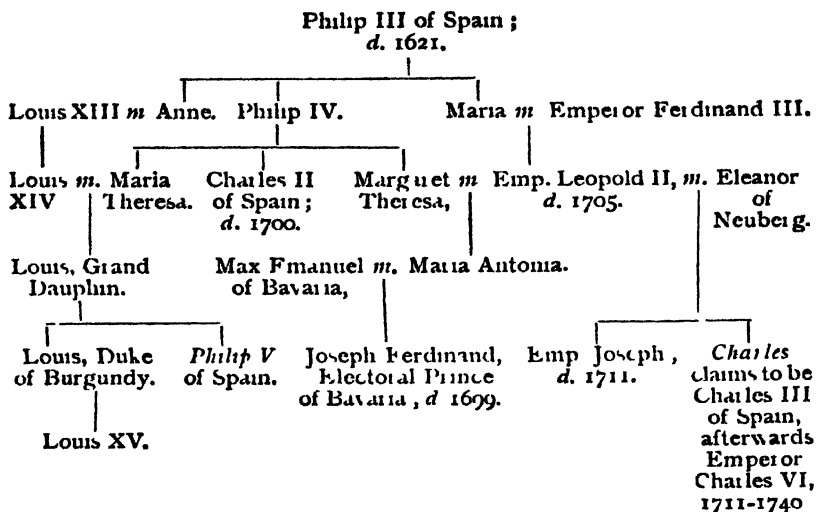 Philip III of Spain ;
d. 1621.
Louis XIII m Anne. Philip IV. Maria m Emperor Ferdinand III.
Louis m. Maria Charles II Marguet m Emp. Leopold II, m. Eleanor
XIV Theresa. of Spain ; Theresa, d. 1705. of
d. 1700. Neuberg.
Louis, Grand Max Emanuel m. Maria Antonia.
Dauphin. of Bavaria,
Louis, Duke Philip V Joseph Ferdinand, Emp Joseph, Charles
of Burgundy. of Spain. Electoral Prince d. 1711. claims to be
of Bavaria, d 1699. Charles III
Louis XV. of Spain,
afterwards
Emperor
Charles VI,
1711-1740